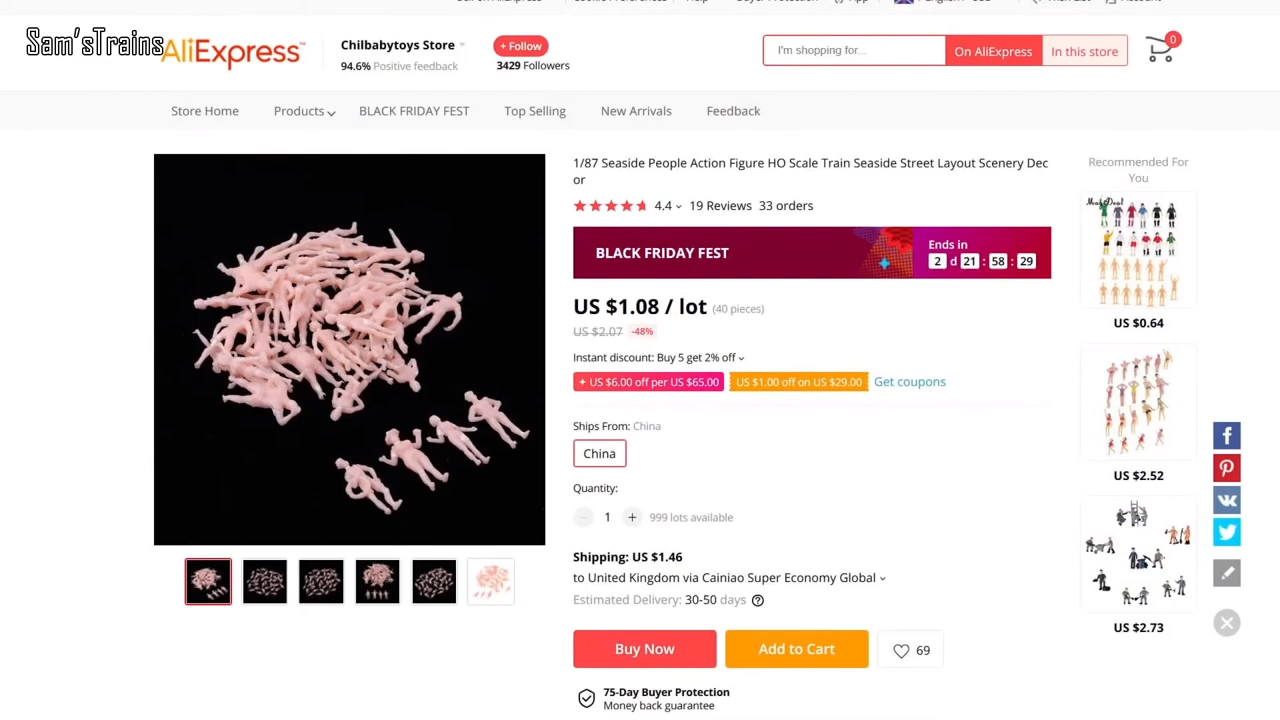 Sam'sTrains
AliExpress™
Chilbabytoys Store
94.6% Positive feedback
+ Follow
3429 Followers
I'm shopping for...
On AliExpress
In this store
0
Store Home
Products
BLACK FRIDAY FEST
Top Selling
New Arrivals
Feedback
1/87 Seaside People Action Figure HO Scale Train Seaside Street Layout Scenery Dec
or
4.4
19 Reviews
33 orders
BLACK FRIDAY FEST
Ends in
2 d 21 : 58 : 29
US $1.08 / lot (40 pieces)
US $2.07 -48%
Instant discount: Buy 5 get 2% off
US $6.00 off per US $65.00
US $1.00 off on US $29.00
Get coupons
Ships From: China
China
Quantity:
− 1 + 999 lots available
Shipping: US $1.46
to United Kingdom via Cainiao Super Economy Global
Estimated Delivery: 30-50 days ?
Buy Now
Add to Cart
69
75-Day Buyer Protection
Money back guarantee
Recommended For
You
US $0.64
US $2.52
US $2.73